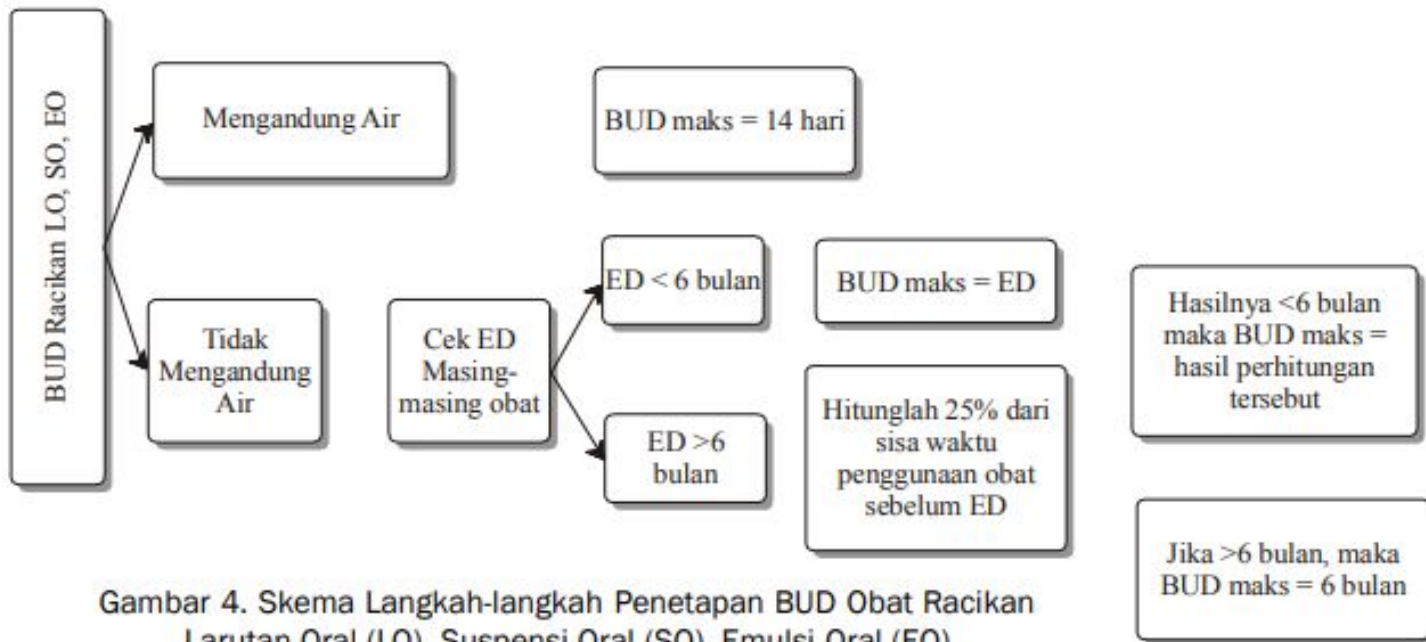 BUD Racikan LO, SO, EO
Mengandung Air
BUD maks = 14 hari
Tidak
Mengandung
Air
Cek ED
Masing-
masing obat
ED < 6 bulan
BUD maks = ED
ED >6
bulan
Hitunglah 25% dari
sisa waktu
penggunaan obat
sebelum ED
Hasilnya <6 bulan
maka BUD maks =
hasil perhitungan
tersebut
Jika >6 bulan, maka
BUD maks = 6 bulan
Gambar 4. Skema Langkah-langkah Penetapan BUD Obat Racikan
Larutan Oral (LO), Suspensi Oral (SO), Emulsi Oral (EO)